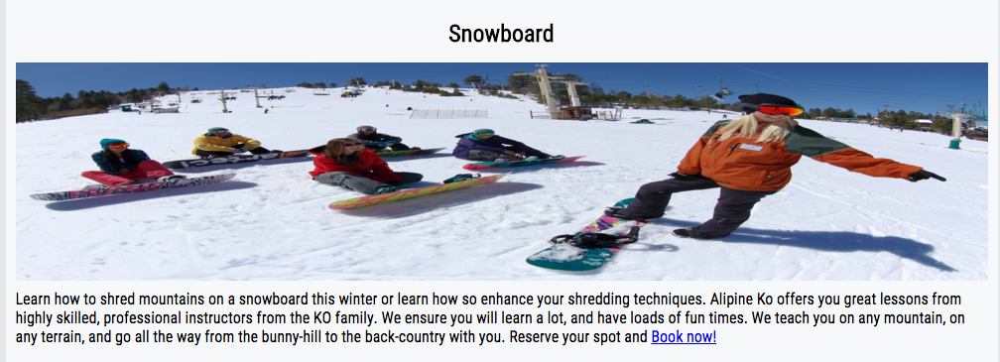 Snowboard
Learn how to shred mountains on a snowboard this winter or learn how so enhance your shredding techniques. Alipine Ko offers you great lessons from
highly skilled, professional instructors from the KO family. We ensure you will learn a lot, and have loads of fun times. We teach you on any mountain, on
any terrain, and go all the way from the bunny-hill to the back-country with you. Reserve your spot and Book now!